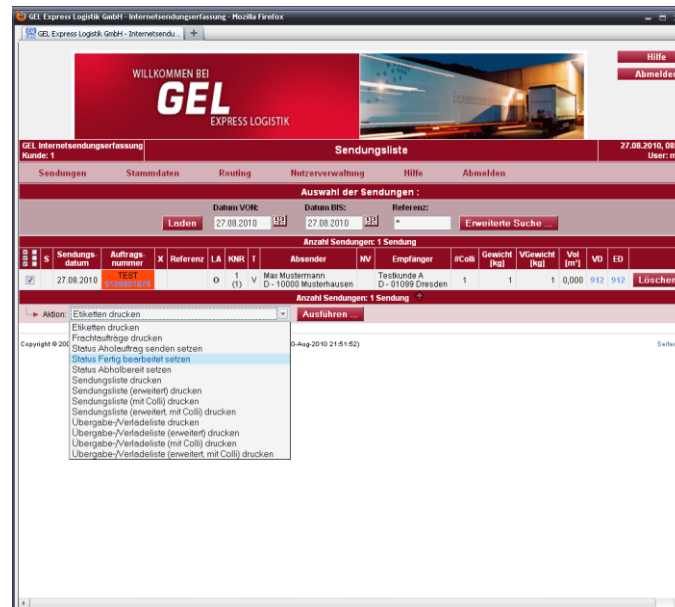 GEL Express Logistik GmbH - Internetsendungserfassung - Mozilla Firefox
GEL Express Logistik GmbH - Internetsendu...
Hilfe
Abmelden
WILLKOMMEN BEI
GEL
EXPRESS LOGISTIK
GEL Internetsendungserfassung
Kunde: 1
Sendungsliste
27.08.2010, 08:
User: m
Sendungen Stammdaten Routing Nutzerverwaltung Hilfe Abmelden
Auswahl der Sendungen :
Datum VON: Datum BIS: Referenz:
Laden 27.08.2010 27.08.2010 * Erweiterte Suche ...
Anzahl Sendungen: 1 Sendung
S Sendungs-datum Auftrags-nummer X Referenz LA KNR T Absender NV Empfänger #Colli Gewicht [kg] VGewicht [kg] Vol [m³] VD ED
27.08.2010 TEST O 1 (1) V Max Mustermann D - 10000 Musterhausen Testkunde A D - 01099 Dresden 1 1 1 0,000 912 912 Löschen
Anzahl Sendungen: 1 Sendung
Aktion: Etiketten drucken Ausführen ...
Etiketten drucken
Frachtaufträge drucken
Status Aholauftrag senden setzen
Status Fertig bearbeitet setzen
Status Abholbereit setzen
Sendungsliste drucken
Sendungsliste (erweitert) drucken
Sendungsliste (mit Colli) drucken
Sendungsliste (erweitert, mit Colli) drucken
Übergabe-/Verladeliste drucken
Übergabe-/Verladeliste (erweitert) drucken
Übergabe-/Verladeliste (mit Colli) drucken
Übergabe-/Verladeliste (erweitert, mit Colli) drucken
Copyright © 200 0-Aug-2010 21:51:52) Seiten